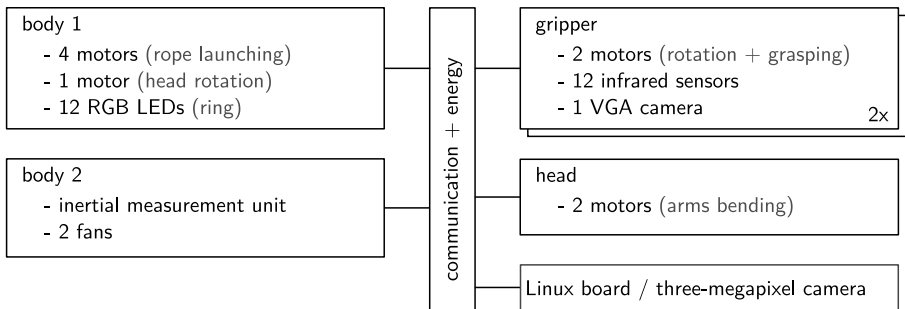 body 1
- 4 motors (rope launching)
- 1 motor (head rotation)
- 12 RGB LEDs (ring)
body 2
- inertial measurement unit
- 2 fans
communication + energy
gripper
- 2 motors (rotation + grasping)
- 12 infrared sensors
- 1 VGA camera
2x
head
- 2 motors (arms bending)
Linux board / three-megapixel camera